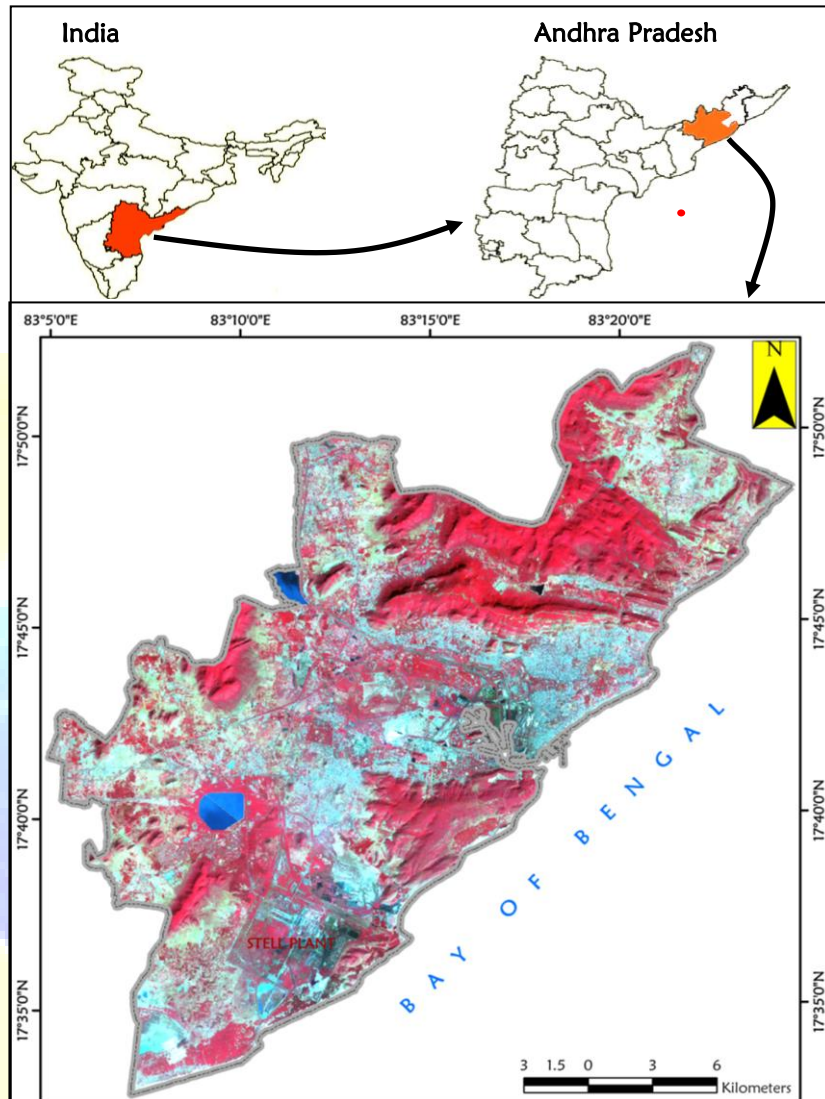 India
Andhra Pradesh
83°5'0"E 83°10'0"E 83°15'0"E 83°20'0"E
N
17°50'0"N
17°50'0"N
17°45'0"N
17°45'0"N
17°40'0"N
17°40'0"N
17°35'0"N
17°35'0"N
STELL PLANT
BAY OF BENGAL
3 1.5 0 3 6
Kilometers